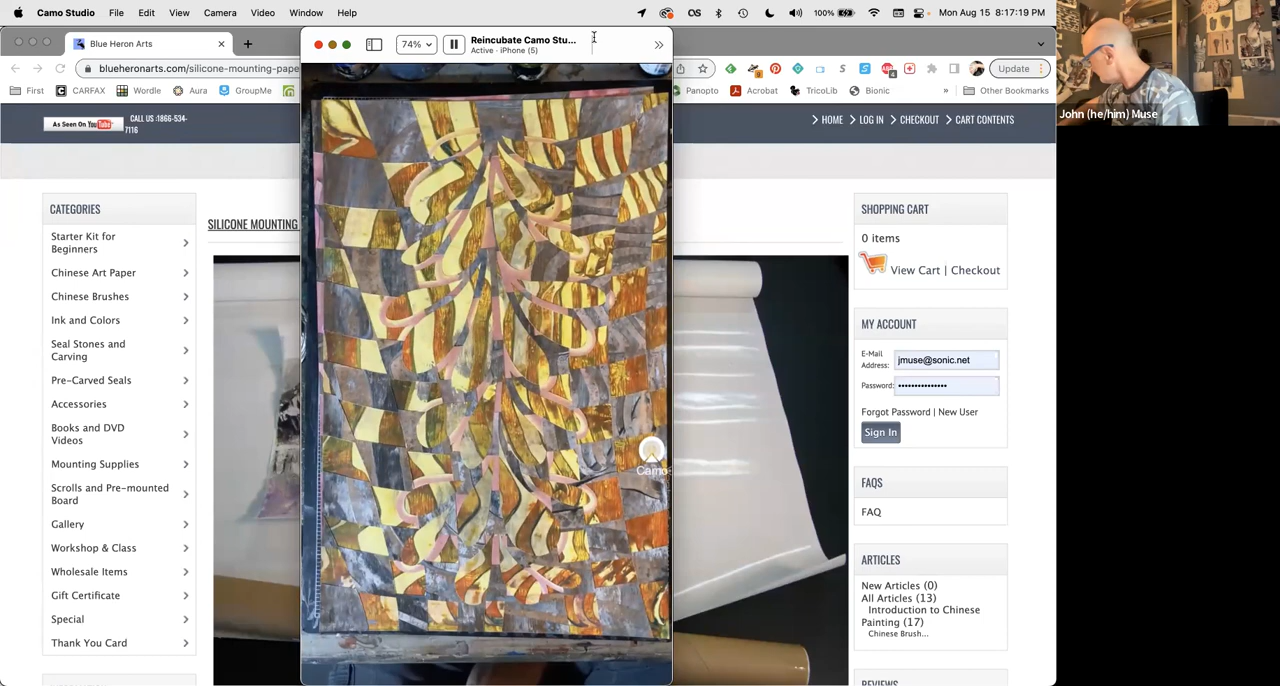 Camo Studio File Edit View Camera Video Window Help
100% Mon Aug 15 8:17:19 PM
Blue Heron Arts
blueheronarts.com/silicone-mounting-pape
Update
First CARFAX Wordle Aura GroupMe
Panopto Acrobat TricoLib Bionic » Other Bookmarks
74%
Reincubate Camo Stu...
Active · iPhone (5)
As Seen On YouTube
CALL US :1866-534-
7116
HOME LOG IN CHECKOUT CART CONTENTS
CATEGORIES
Starter Kit for
Beginners
Chinese Art Paper
Chinese Brushes
Ink and Colors
Seal Stones and
Carving
Pre-Carved Seals
Accessories
Books and DVD
Videos
Mounting Supplies
Scrolls and Pre-mounted
Board
Gallery
Workshop & Class
Wholesale Items
Gift Certificate
Special
Thank You Card
SILICONE MOUNTING
Camo
SHOPPING CART
0 items
View Cart | Checkout
MY ACCOUNT
E-Mail
Address:
jmuse@sonic.net
Password:
••••••••••••••
Forgot Password | New User
Sign In
FAQS
FAQ
ARTICLES
New Articles (0)
All Articles (13)
Introduction to Chinese
Painting (17)
Chinese Brush...
John (he/him) Muse